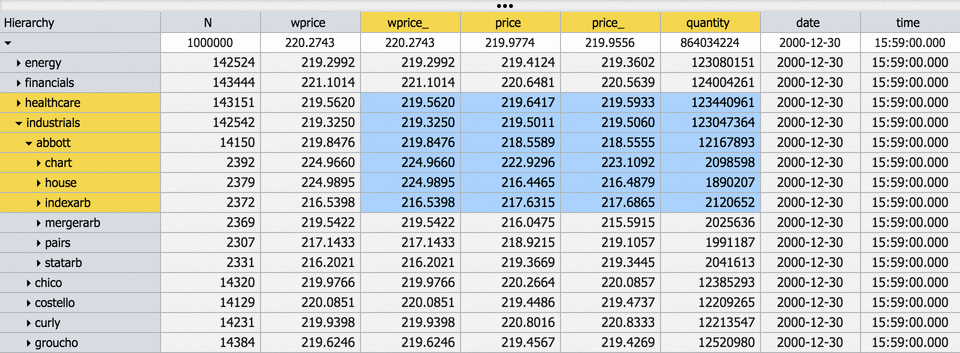 Hierarchy N wprice wprice_ price price_ quantity date time
1000000 220.2743 220.2743 219.9774 219.9556 864034224 2000-12-30 15:59:00.000
energy 142524 219.2992 219.2992 219.4124 219.3602 123080151 2000-12-30 15:59:00.000
financials 143444 221.1014 221.1014 220.6481 220.5639 124004261 2000-12-30 15:59:00.000
healthcare 143151 219.5620 219.5620 219.6417 219.5933 123440961 2000-12-30 15:59:00.000
industrials 142542 219.3250 219.3250 219.5011 219.5060 123047364 2000-12-30 15:59:00.000
abbott 14150 219.8476 219.8476 218.5589 218.5555 12167893 2000-12-30 15:59:00.000
chart 2392 224.9660 224.9660 222.9296 223.1092 2098598 2000-12-30 15:59:00.000
house 2379 224.9895 224.9895 216.4465 216.4879 1890207 2000-12-30 15:59:00.000
indexarb 2372 216.5398 216.5398 217.6315 217.6865 2120652 2000-12-30 15:59:00.000
mergerarb 2369 219.5422 219.5422 216.0475 215.5915 2025636 2000-12-30 15:59:00.000
pairs 2307 217.1433 217.1433 218.9215 219.1057 1991187 2000-12-30 15:59:00.000
statarb 2331 216.2021 216.2021 219.3669 219.3445 2041613 2000-12-30 15:59:00.000
chico 14320 219.9766 219.9766 220.2664 220.0857 12385293 2000-12-30 15:59:00.000
costello 14129 220.0851 220.0851 219.4486 219.4737 12209265 2000-12-30 15:59:00.000
curly 14231 219.9398 219.9398 220.8016 220.8333 12213547 2000-12-30 15:59:00.000
groucho 14384 219.6246 219.6246 219.4567 219.4269 12520980 2000-12-30 15:59:00.000